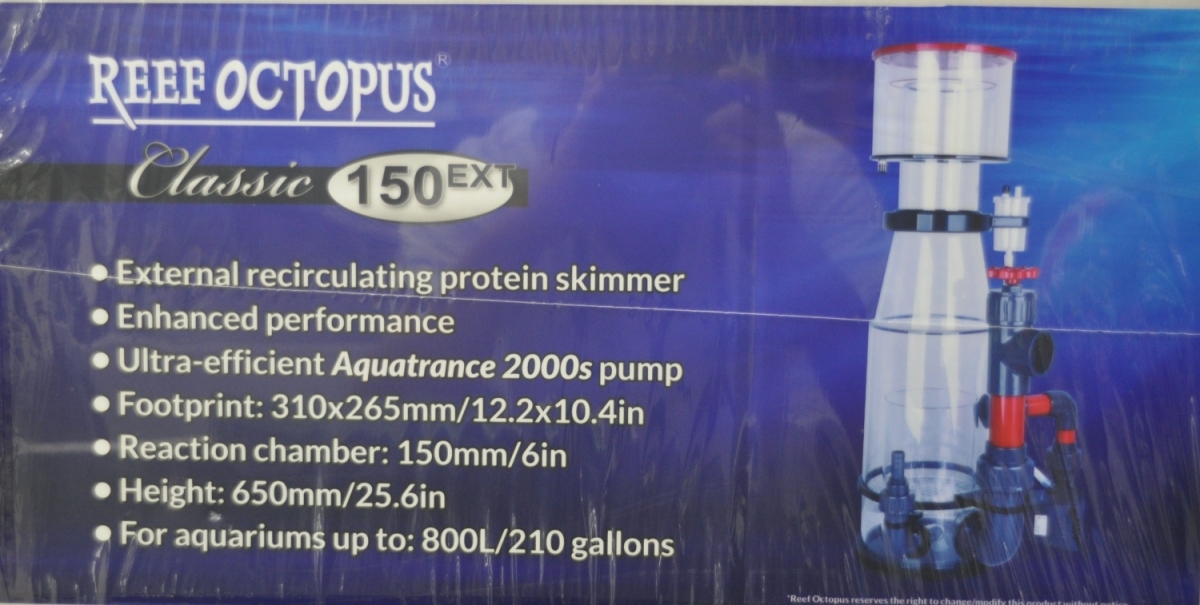 REEF OCTOPUS®
Classic 150EXT
• External recirculating protein skimmer
• Enhanced performance
• Ultra-efficient Aquatrance 2000s pump
• Footprint: 310x265mm/12.2x10.4in
• Reaction chamber: 150mm/6in
• Height: 650mm/25.6in
• For aquariums up to: 800L/210 gallons
*Reef Octopus reserves the right to change/modify this product without notice